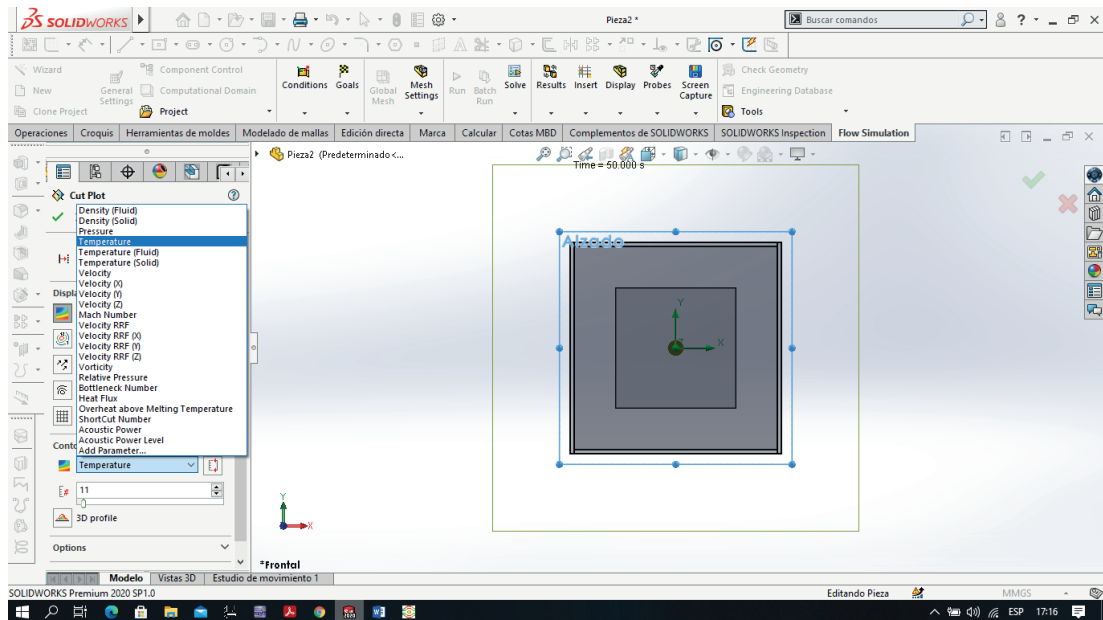 SOLIDWORKS
Pieza2 *
Buscar comandos
Wizard
New
Clone Project
General Settings
Component Control
Computational Domain
Project
Conditions
Goals
Global Mesh
Mesh Settings
Run
Batch Run
Solve
Results
Insert
Display
Probes
Screen Capture
Check Geometry
Engineering Database
Tools
Operaciones
Croquis
Herramientas de moldes
Modelado de mallas
Edición directa
Marca
Calcular
Cotas MBD
Complementos de SOLIDWORKS
SOLIDWORKS Inspection
Flow Simulation
Pieza2 (Predeterminado<...
Time = 50.000 s
Cut Plot
Density (Fluid)
Density (Solid)
Pressure
Temperature
Temperature (Fluid)
Temperature (Solid)
Velocity
Velocity (X)
Displ
Velocity (Y)
Velocity (Z)
Mach Number
Velocity RRF
Velocity RRF (X)
Velocity RRF (Y)
Velocity RRF (Z)
Vorticity
Relative Pressure
Bottleneck Number
Heat Flux
Overheat above Melting Temperature
ShortCut Number
Acoustic Power
Acoustic Power Level
Conto
Add Parameter...
Temperature
11
3D profile
Options
Alzado
Y
X
Y
X
*Frontal
Modelo
Vistas 3D
Estudio de movimiento 1
SOLIDWORKS Premium 2020 SP1.0
Editando Pieza
MMGS
ESP
17:16